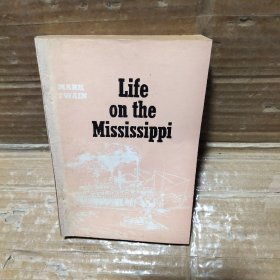 MARK
TWAIN
Life
on the
Mississippi